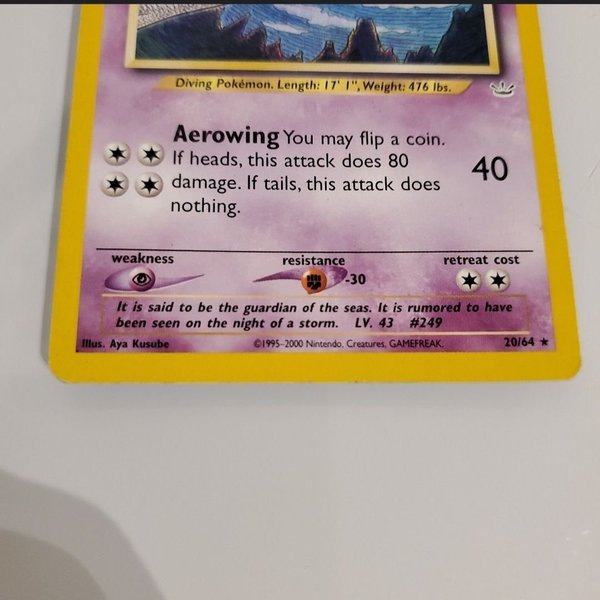 Diving Pokémon. Length: 17' 1", Weight: 476 lbs.
Aerowing You may flip a coin.
If heads, this attack does 80
damage. If tails, this attack does
nothing.
40
weakness resistance retreat cost
-30
It is said to be the guardian of the seas. It is rumored to have
been seen on the night of a storm. LV. 43 #249
Illus. Aya Kusube ©1995-2000 Nintendo, Creatures, GAMEFREAK. 20/64 ★